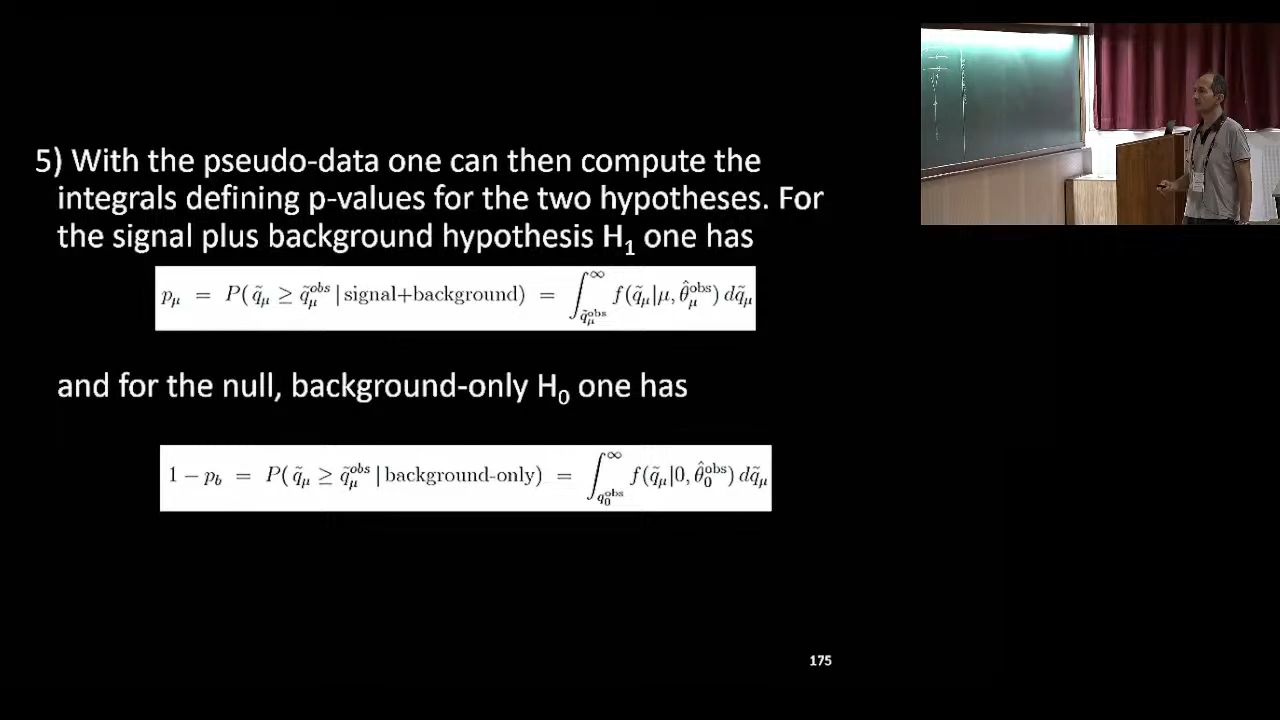 5) With the pseudo-data one can then compute the
integrals defining p-values for the two hypotheses. For
the signal plus background hypothesis H₁ one has
p_μ = P( q̃_μ ≥ q̃_μ^obs | signal+background) = ∫_{q̃_μ^obs}^∞ f(q̃_μ|μ, θ̂_μ^obs) dq̃_μ
and for the null, background-only H₀ one has
1 − p_b = P( q̃_μ ≥ q̃_μ^obs | background-only) = ∫_{q_0^obs}^∞ f(q̃_μ|0, θ̂_0^obs) dq̃_μ
175